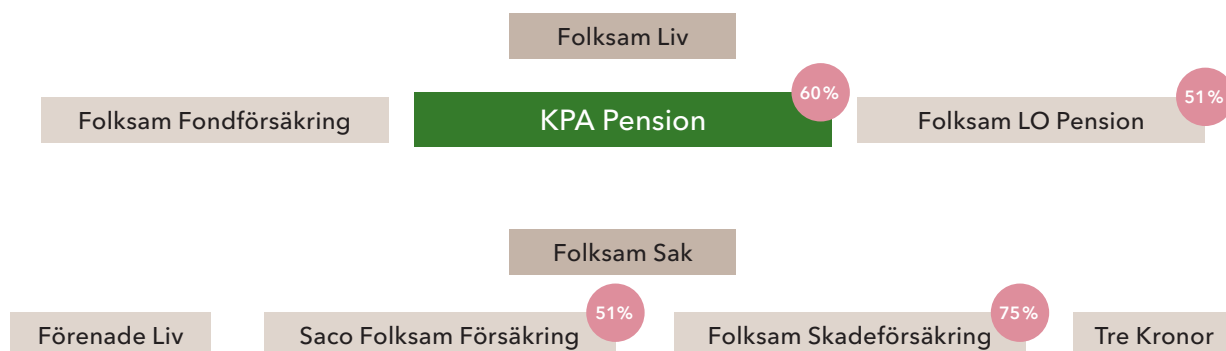 Folksam Liv
Folksam Fondförsäkring
KPA Pension
60%
Folksam LO Pension
51%
Folksam Sak
Förenade Liv
Saco Folksam Försäkring
51%
Folksam Skadeförsäkring
75%
Tre Kronor